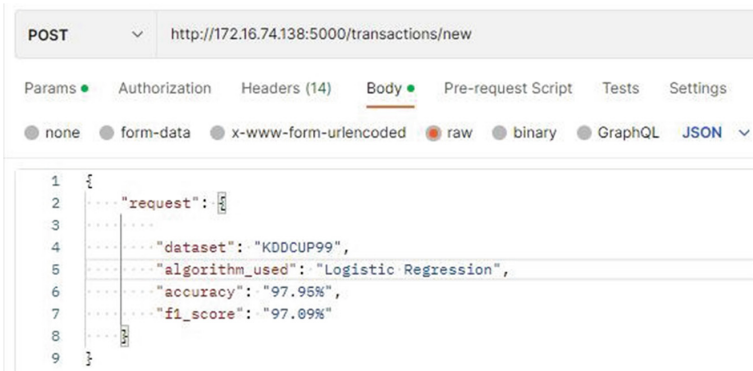 POST http://172.16.74.138:5000/transactions/new
Params Authorization Headers (14) Body Pre-request Script Tests Settings
none form-data x-www-form-urlencoded raw binary GraphQL JSON
1 {
2 "request": {
3
4 "dataset": "KDDCUP99",
5 "algorithm_used": "Logistic Regression",
6 "accuracy": "97.95%",
7 "f1_score": "97.09%"
8 }
9 }